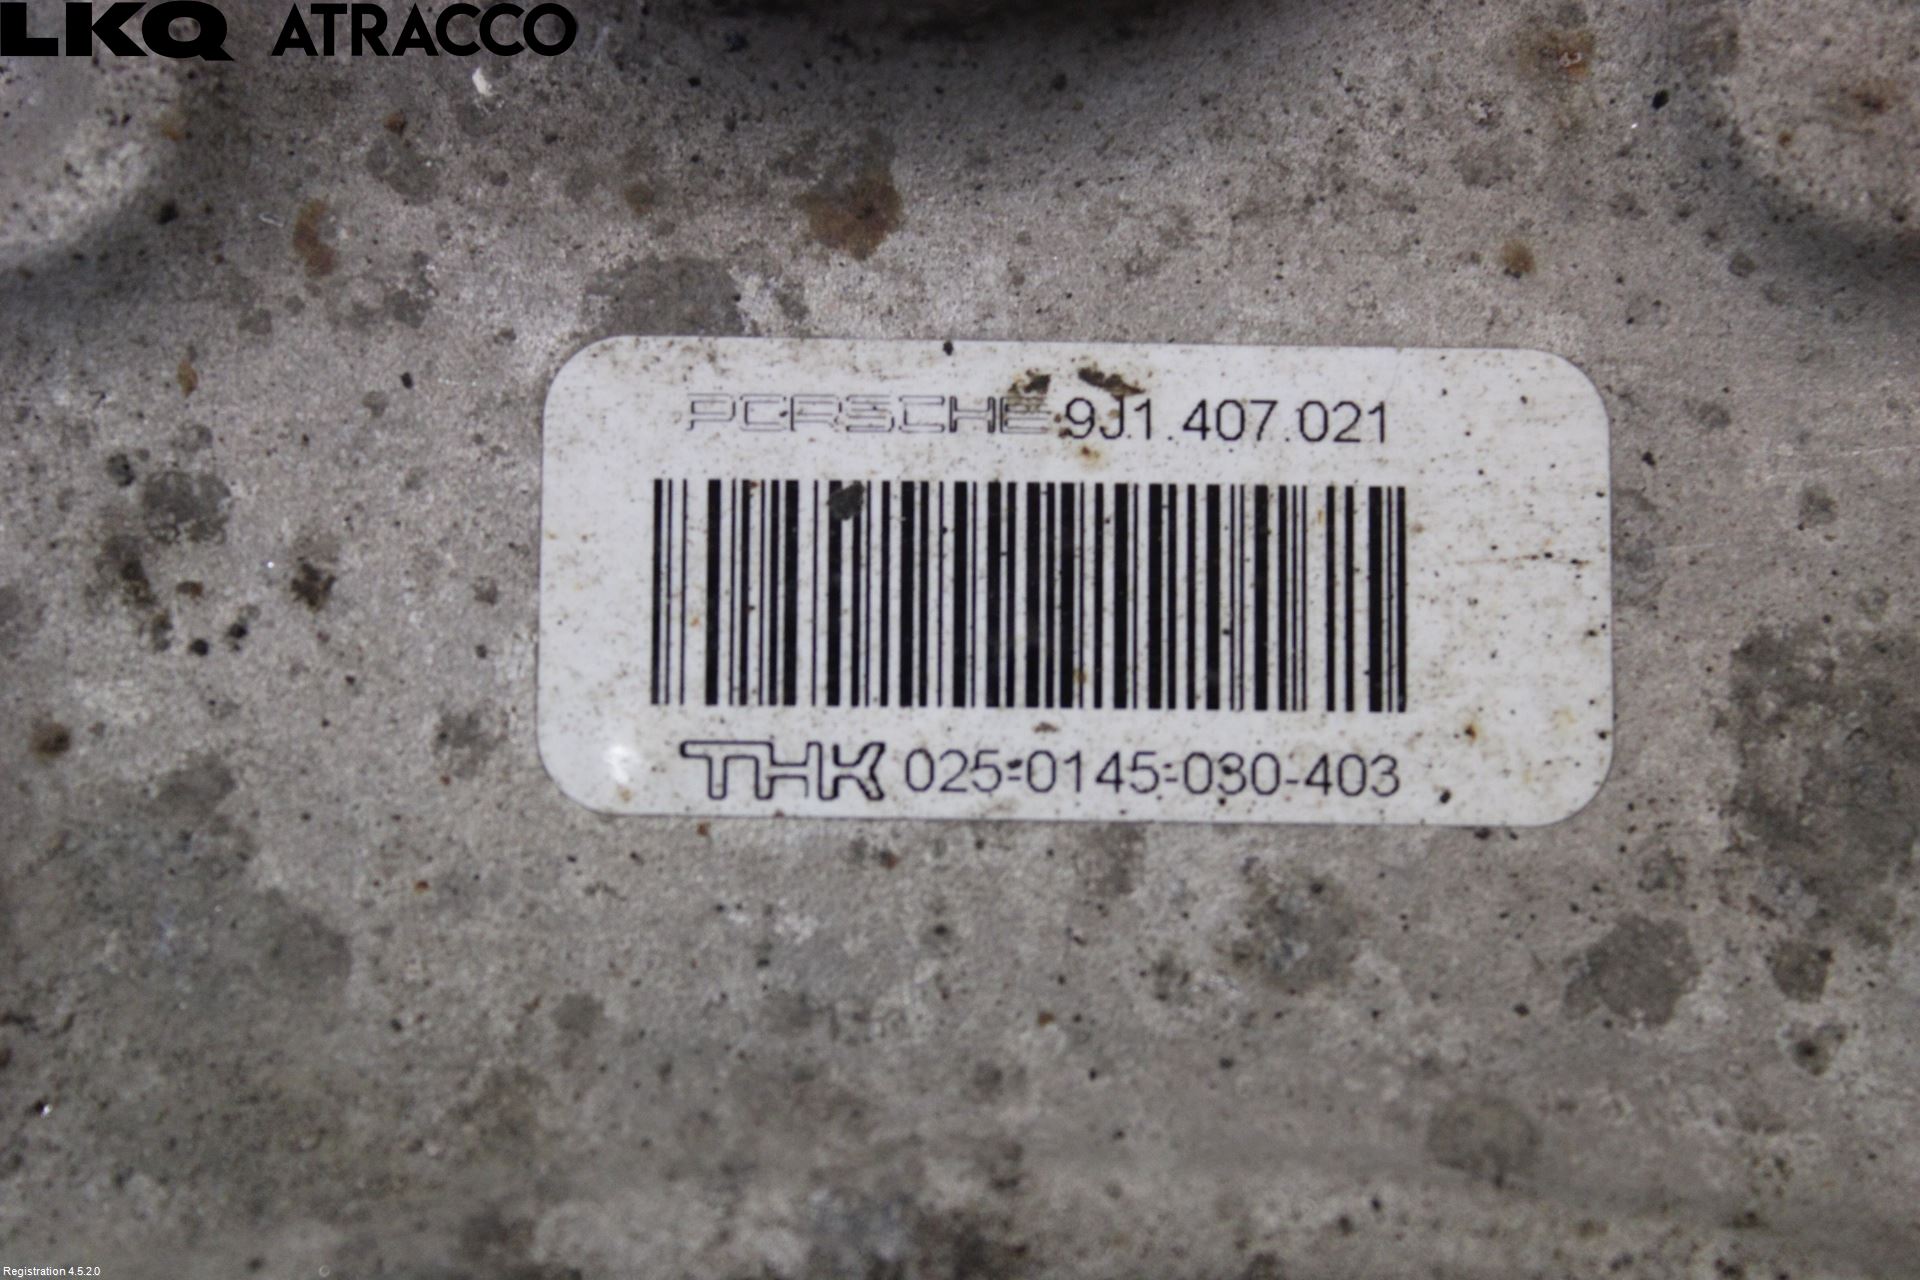 LKQ ATRACCO
PORSCHE 9J1.407.021
THK 025-0145-030-403
Registration 4.5.2.0